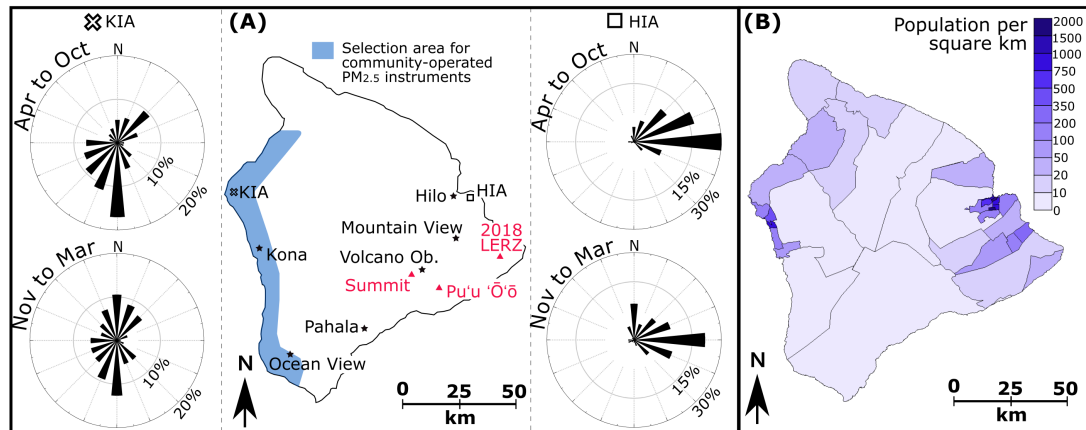 KIA
Apr to Oct
N
10%
20%
Nov to Mar
N
10%
20%
(A)
Selection area for
community-operated
PM2.5 instruments
KIA
Hilo
HIA
Mountain View
2018
LERZ
Kona
Volcano Ob.
Summit
Puʻu ʻŌʻō
Pahala
Ocean View
N
0 25 50
km
HIA
Apr to Oct
N
15%
30%
Nov to Mar
N
15%
30%
(B)
Population per
square km
2000
1500
1000
750
500
350
200
100
50
20
10
0
N
0 25 50
km